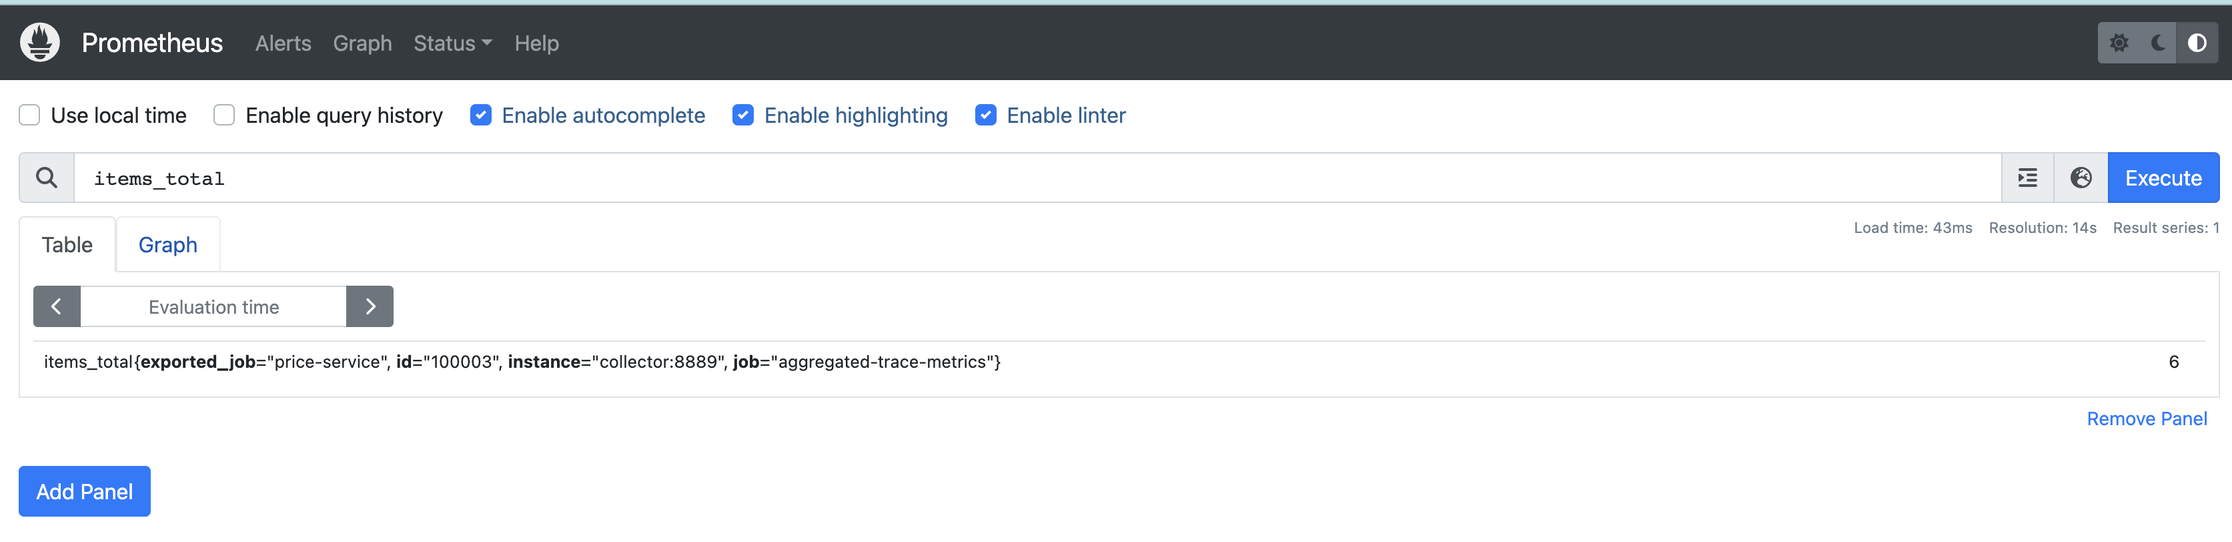 Prometheus Alerts Graph Status Help
Use local time Enable query history Enable autocomplete Enable highlighting Enable linter
items_total Execute
Table Graph Load time: 43ms Resolution: 14s Result series: 1
Evaluation time
items_total{exported_job="price-service", id="100003", instance="collector:8889", job="aggregated-trace-metrics"} 6
Remove Panel
Add Panel